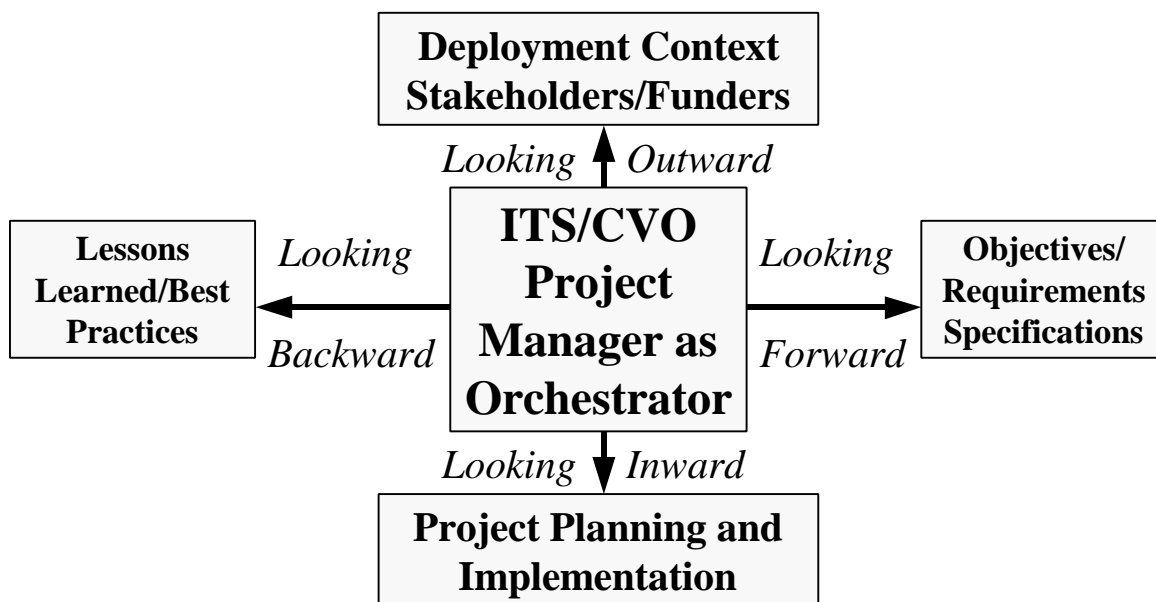 Deployment Context
Stakeholders/Funders
Looking Outward
ITS/CVO
Project
Manager as
Orchestrator
Lessons
Learned/Best
Practices
Looking
Backward
Looking
Forward
Objectives/
Requirements
Specifications
Looking Inward
Project Planning and
Implementation